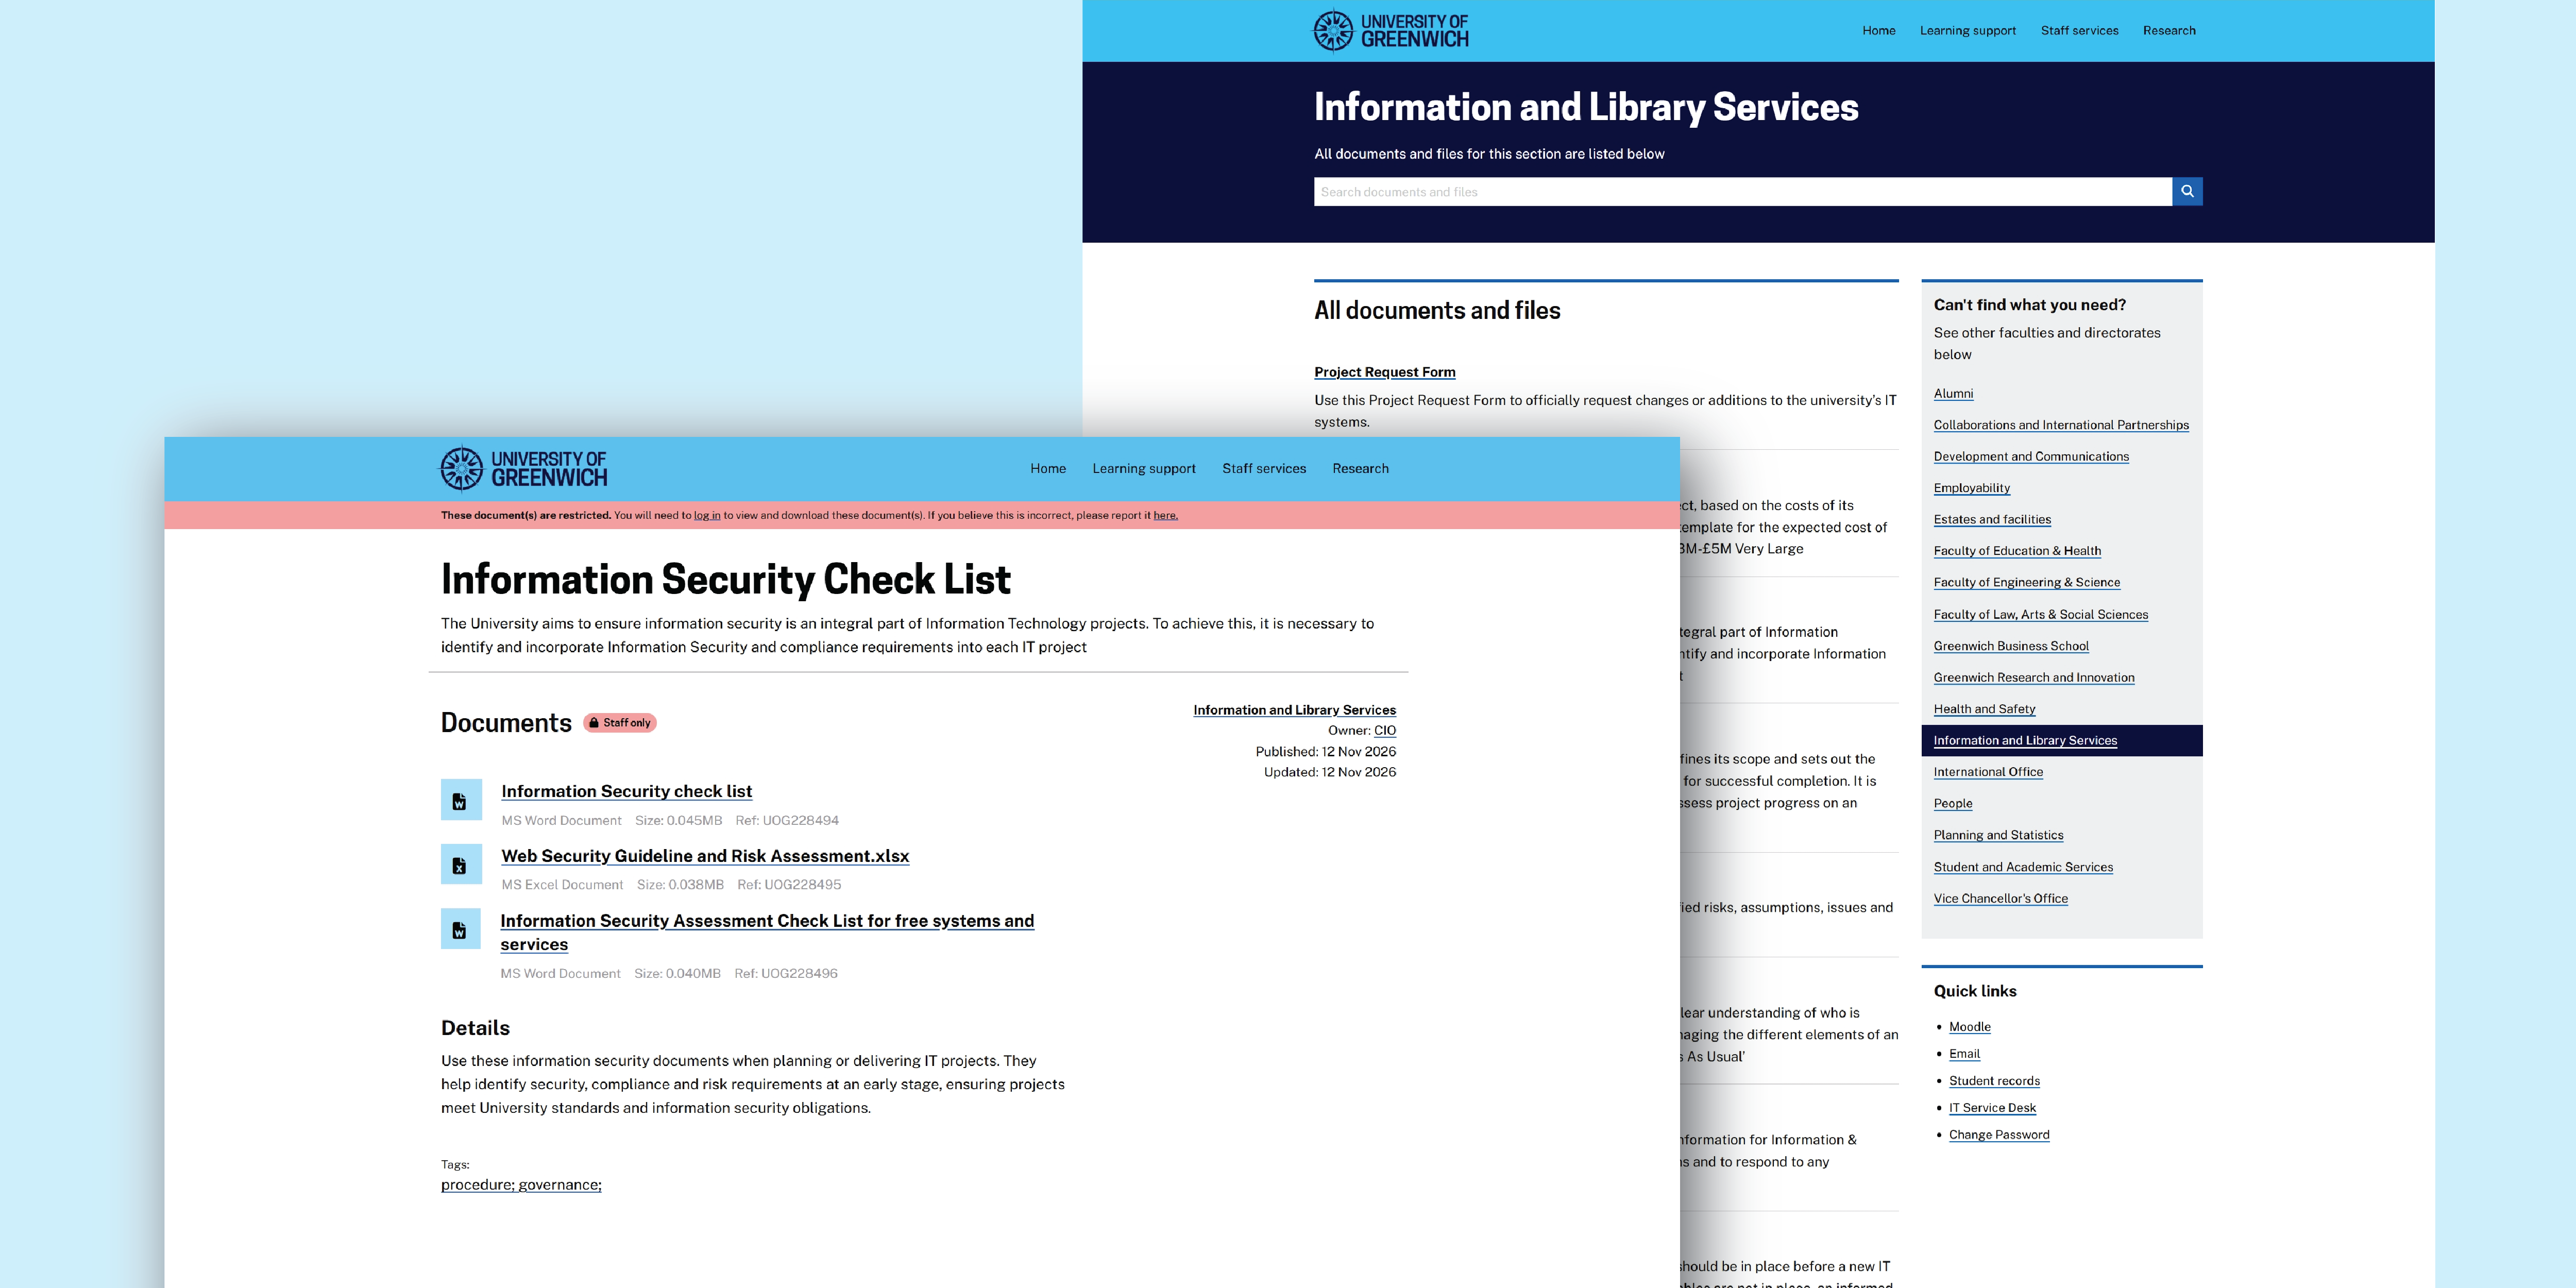 UNIVERSITY OF
GREENWICH
Home Learning support Staff services Research
Information and Library Services
All documents and files for this section are listed below
Search documents and files
All documents and files
Project Request Form
Use this Project Request Form to officially request changes or additions to the university's IT
systems.
ct, based on the costs of its
emplate for the expected cost of
3M-£5M Very Large
tegral part of Information
ntify and incorporate Information
t
fines its scope and sets out the
for successful completion. It is
ssess project progress on an
ied risks, assumptions, issues and
lear understanding of who is
naging the different elements of an
s As Usual'
nformation for Information &
ns and to respond to any
should be in place before a new IT
Can't find what you need?
See other faculties and directorates
below
Alumni
Collaborations and International Partnerships
Development and Communications
Employability
Estates and facilities
Faculty of Education & Health
Faculty of Engineering & Science
Faculty of Law, Arts & Social Sciences
Greenwich Business School
Greenwich Research and Innovation
Health and Safety
Information and Library Services
International Office
People
Planning and Statistics
Student and Academic Services
Vice Chancellor's Office
Quick links
• Moodle
• Email
• Student records
• IT Service Desk
• Change Password
UNIVERSITY OF
GREENWICH
Home Learning support Staff services Research
These document(s) are restricted. You will need to log in to view and download these document(s). If you believe this is incorrect, please report it here.
Information Security Check List
The University aims to ensure information security is an integral part of Information Technology projects. To achieve this, it is necessary to
identify and incorporate Information Security and compliance requirements into each IT project
Documents Staff only
Information and Library Services
Owner: CIO
Published: 12 Nov 2026
Updated: 12 Nov 2026
Information Security check list
MS Word Document Size: 0.045MB Ref: UOG228494
Web Security Guideline and Risk Assessment.xlsx
MS Excel Document Size: 0.038MB Ref: UOG228495
Information Security Assessment Check List for free systems and
services
MS Word Document Size: 0.040MB Ref: UOG228496
Details
Use these information security documents when planning or delivering IT projects. They
help identify security, compliance and risk requirements at an early stage, ensuring projects
meet University standards and information security obligations.
Tags:
procedure; governance;